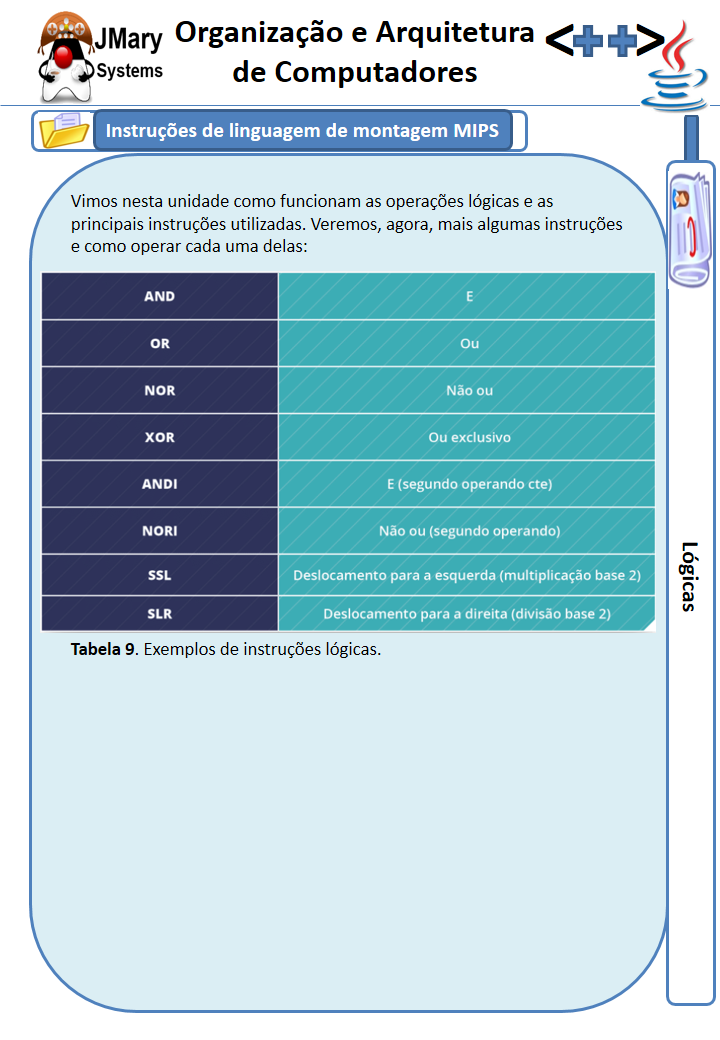 JMary
Systems
Organização e Arquitetura
de Computadores
<++>
Instruções de linguagem de montagem MIPS
Vimos nesta unidade como funcionam as operações lógicas e as
principais instruções utilizadas. Veremos, agora, mais algumas instruções
e como operar cada uma delas:
AND E
OR Ou
NOR Não ou
XOR Ou exclusivo
ANDI E (segundo operando cte)
NORI Não ou (segundo operando)
SSL Deslocamento para a esquerda (multiplicação base 2)
SLR Deslocamento para a direita (divisão base 2)
Tabela 9. Exemplos de instruções lógicas.
Lógicas